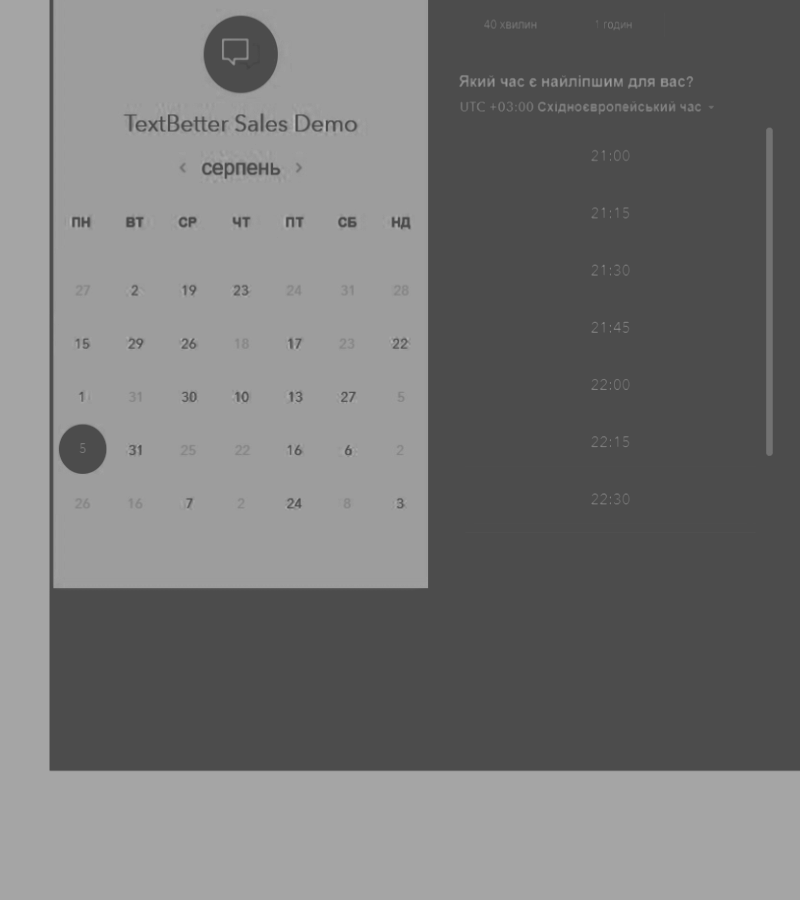 TextBetter Sales Demo
‹ серпень ›
ПН ВТ СР ЧТ ПТ СБ НД
27 2 19 23 24 31 28
15 29 26 18 17 23 22
1 31 30 10 13 27 5
5 31 25 22 16 6 2
26 16 7 2 24 8 3
40 хвилин 1 годин
Який час є найліпшим для вас?
UTC +03:00 Східноєвропейський час
21:00
21:15
21:30
21:45
22:00
22:15
22:30